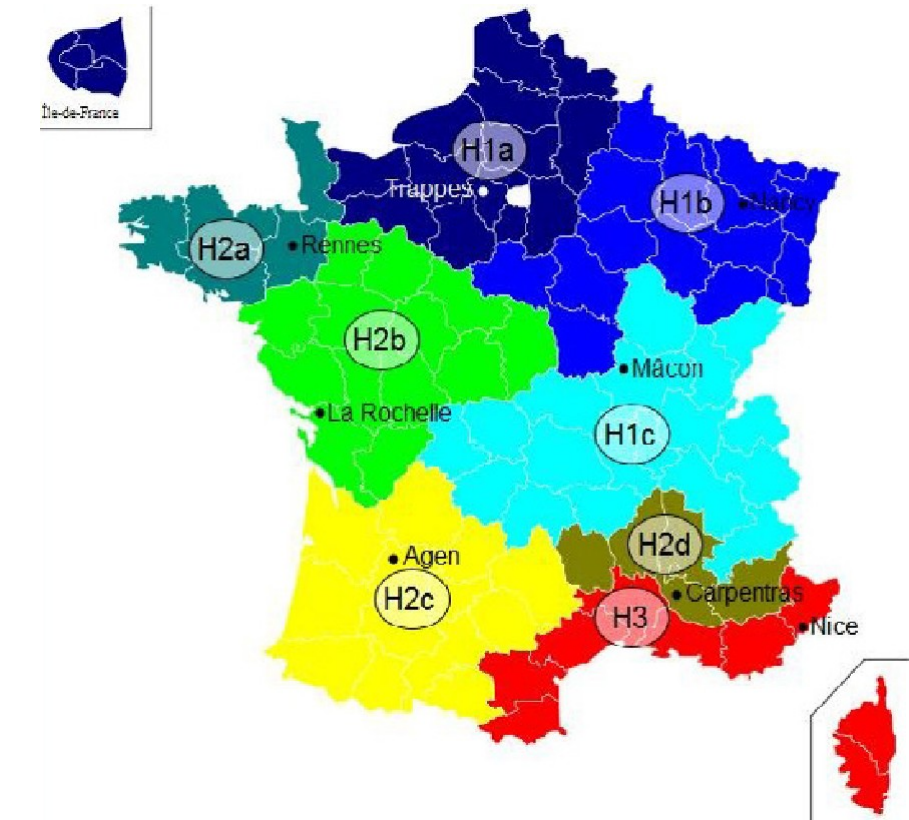 Île-de-France
H1a
Trappes
H1b
Nancy
H2a
Rennes
H2b
Mâcon
La Rochelle
H1c
H2d
Agen
Carpentras
H2c
H3
Nice